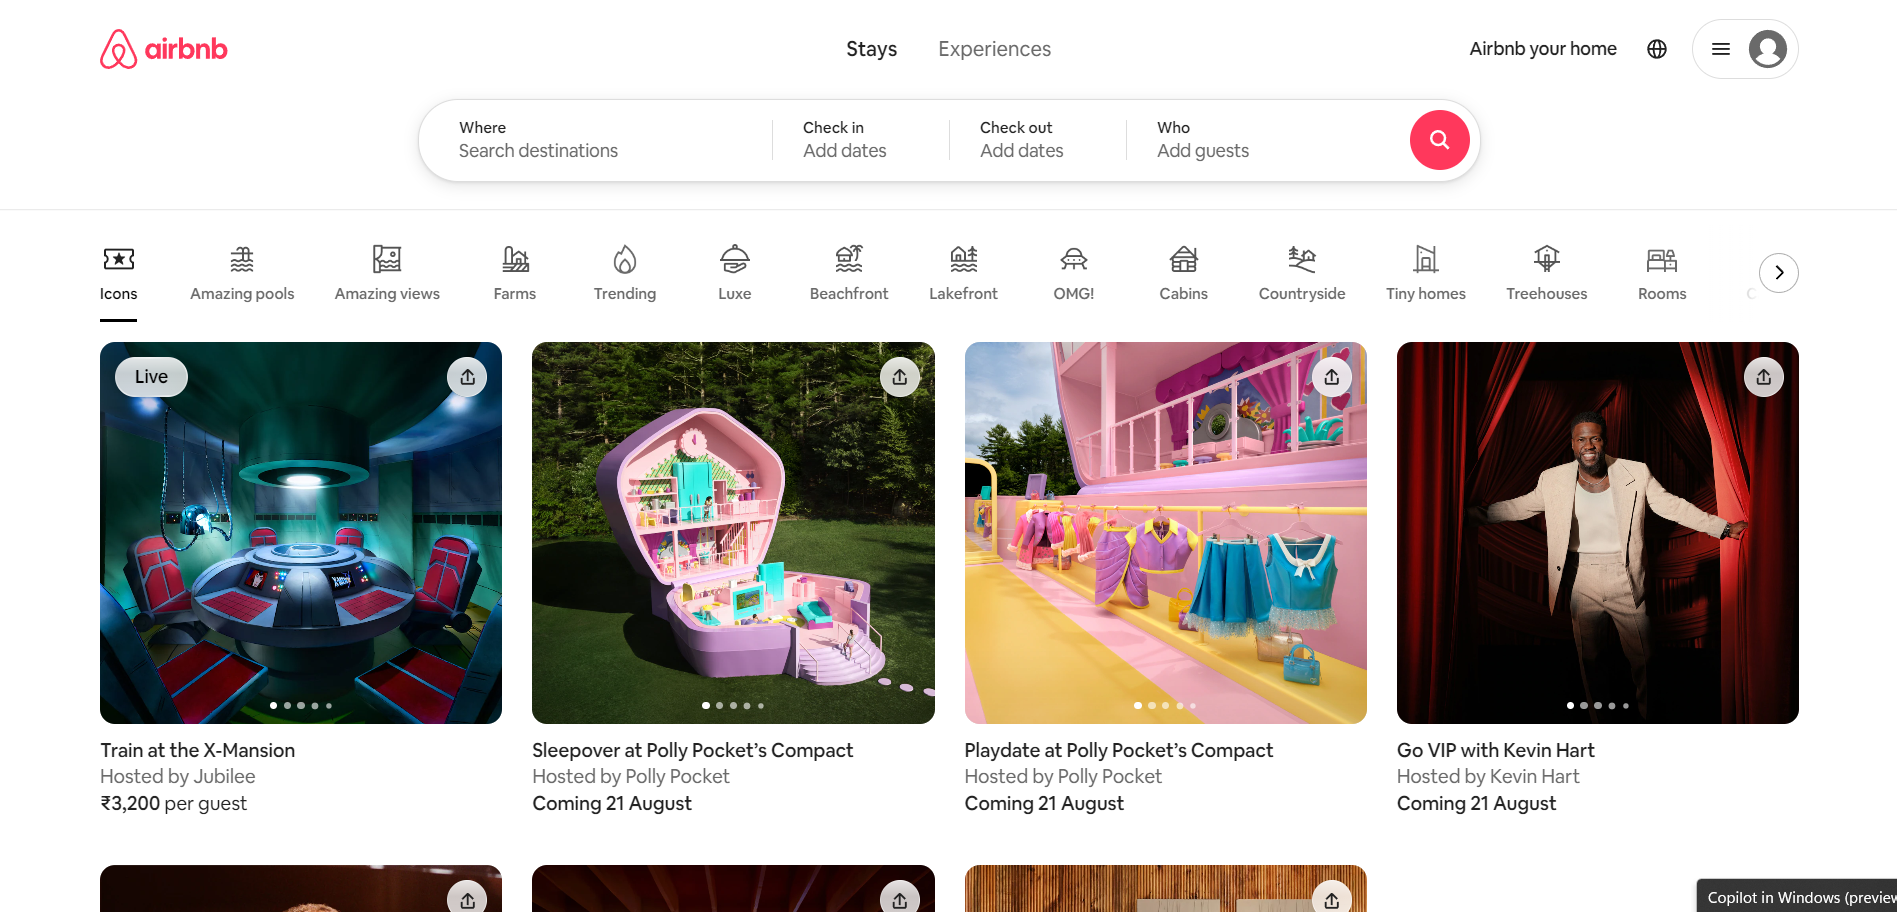 airbnb
Stays Experiences
Airbnb your home
Where
Search destinations
Check in
Add dates
Check out
Add dates
Who
Add guests
Icons
Amazing pools
Amazing views
Farms
Trending
Luxe
Beachfront
Lakefront
OMG!
Cabins
Countryside
Tiny homes
Treehouses
Rooms
Live
Train at the X-Mansion
Hosted by Jubilee
₹3,200 per guest
Sleepover at Polly Pocket’s Compact
Hosted by Polly Pocket
Coming 21 August
Playdate at Polly Pocket’s Compact
Hosted by Polly Pocket
Coming 21 August
Go VIP with Kevin Hart
Hosted by Kevin Hart
Coming 21 August
Copilot in Windows (preview